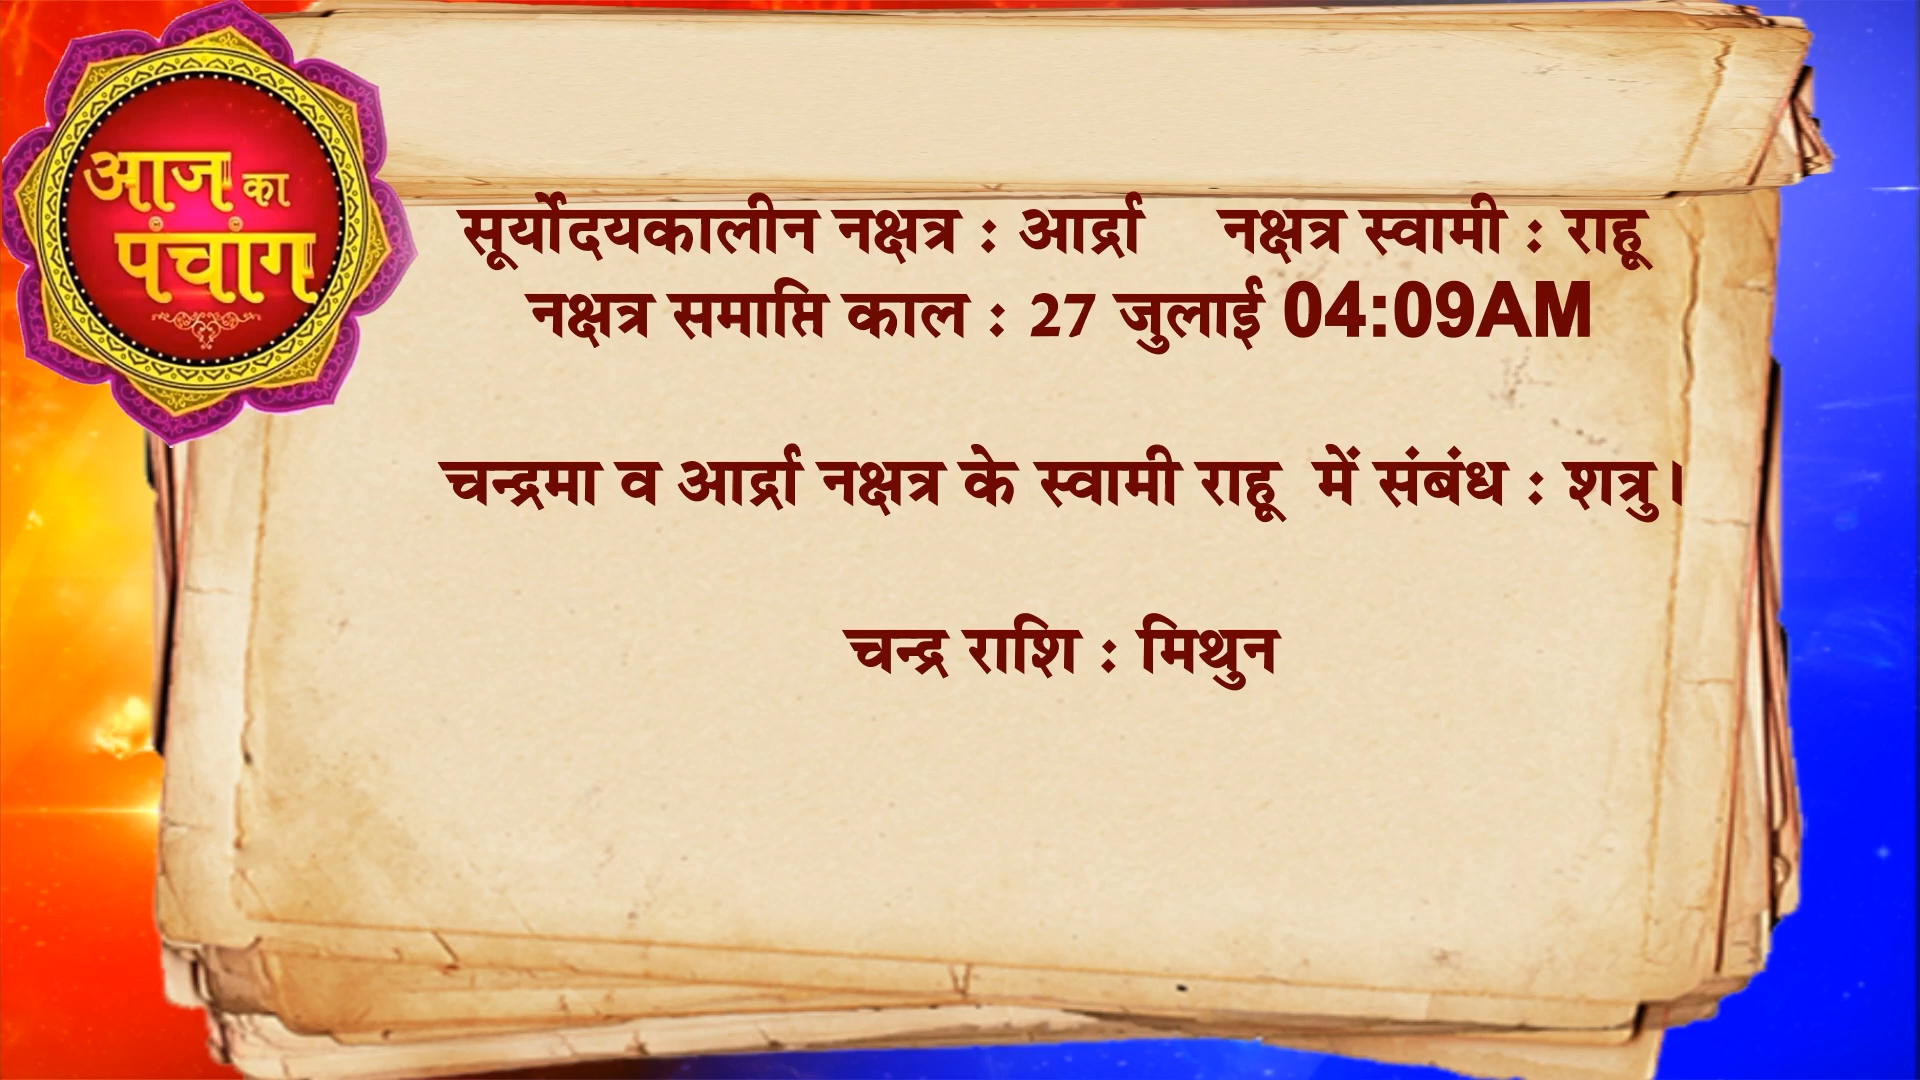 आज का
पंचांग
सूर्योदयकालीन नक्षत्र : आर्द्रा नक्षत्र स्वामी : राहू
नक्षत्र समाप्ति काल : 27 जुलाई 04:09AM
चन्द्रमा व आर्द्रा नक्षत्र के स्वामी राहू में संबंध : शत्रु।
चन्द्र राशि : मिथुन